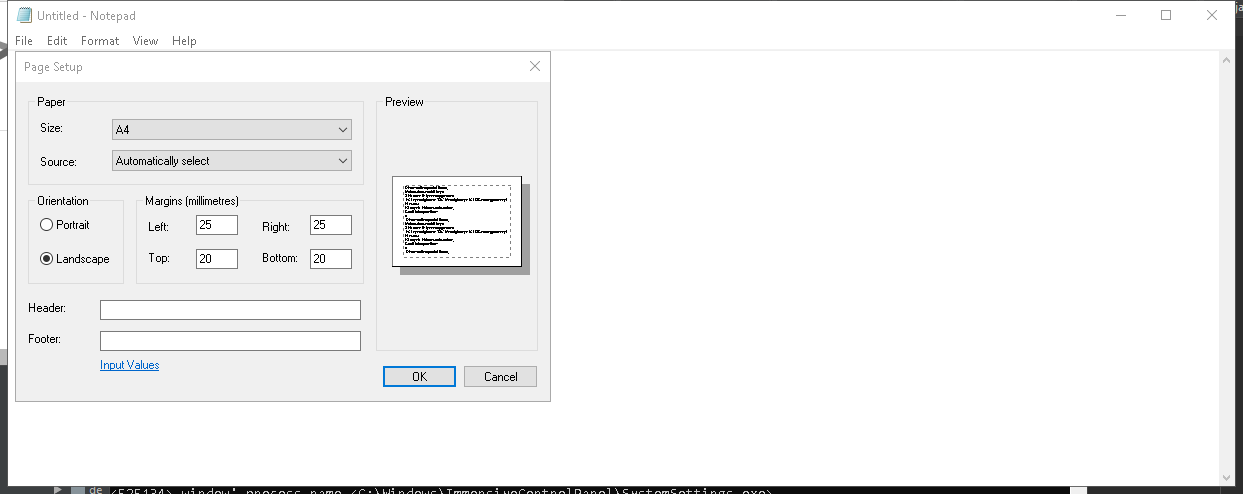 Untitled - Notepad
File Edit Format View Help
Page Setup
Paper
Size: A4
Source: Automatically select
Orientation
Portrait
Landscape
Margins (millimetres)
Left: 25 Right: 25
Top: 20 Bottom: 20
Header:
Footer:
Input Values
Preview
OK Cancel
de <525134> window' process name <C:\Windows\ImmersiveControlPanel\SystemSettings.exe>